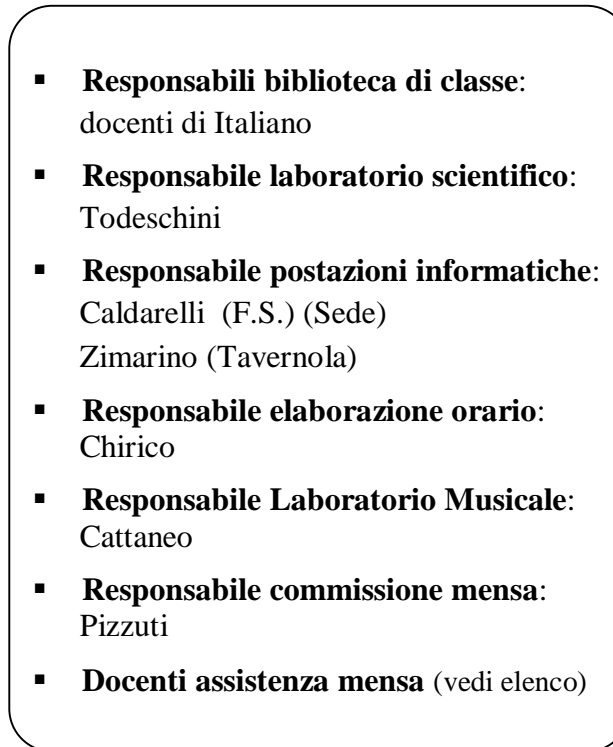 ▪ Responsabili biblioteca di classe:
docenti di Italiano
▪ Responsabile laboratorio scientifico:
Todeschini
▪ Responsabile postazioni informatiche:
Caldarelli (F.S.) (Sede)
Zimarino (Tavernola)
▪ Responsabile elaborazione orario:
Chirico
▪ Responsabile Laboratorio Musicale:
Cattaneo
▪ Responsabile commissione mensa:
Pizzuti
▪ Docenti assistenza mensa (vedi elenco)